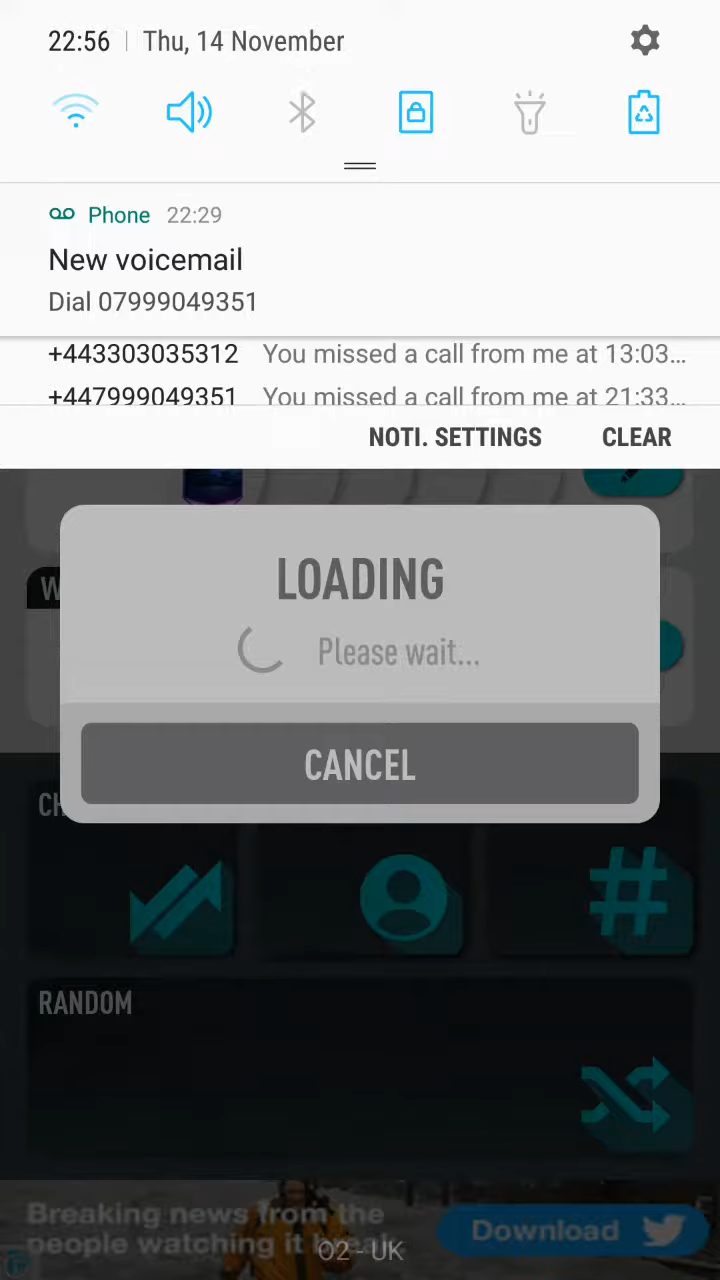 22:56 | Thu, 14 November
Phone 22:29
New voicemail
Dial 07999049351
+443303035312 You missed a call from me at 13:03...
+447999049351 You missed a call from me at 21:33...
NOTI. SETTINGS CLEAR
W
LOADING
Please wait...
CANCEL
CH
#
RANDOM
Breaking news from the
people watching it
Download
O2 - UK